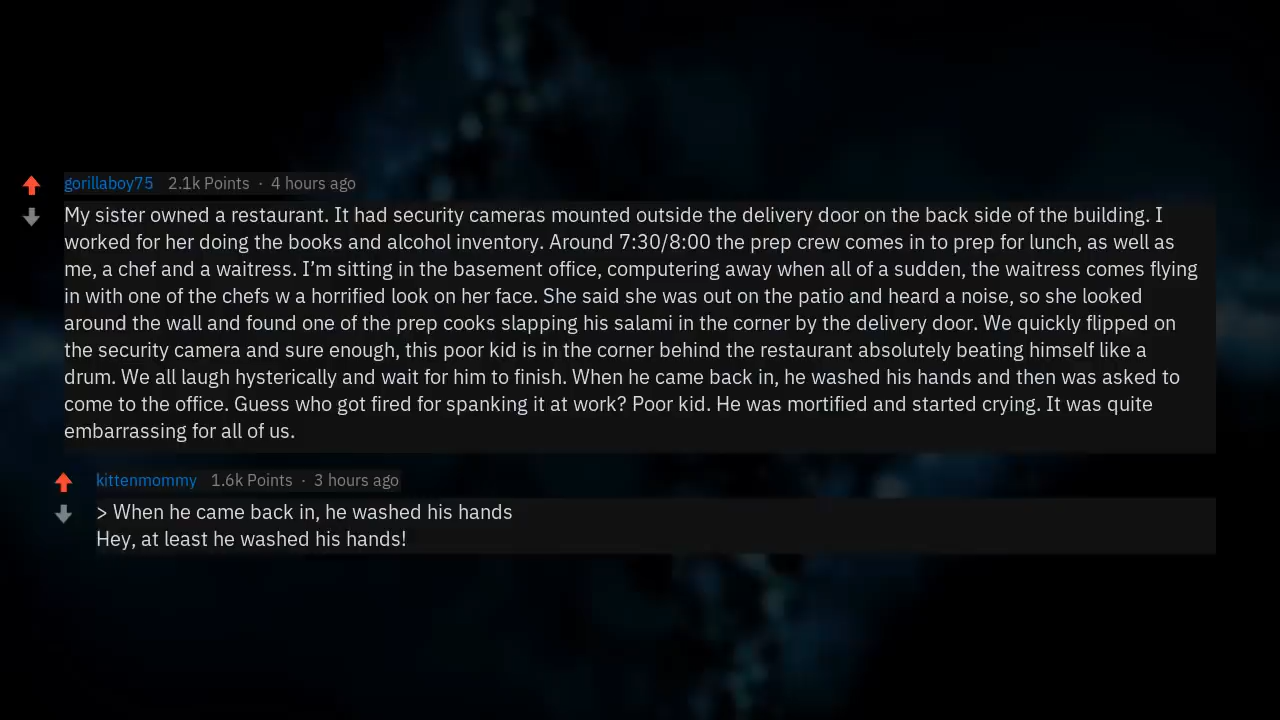 gorillaboy75 2.1k Points · 4 hours ago
My sister owned a restaurant. It had security cameras mounted outside the delivery door on the back side of the building. I
worked for her doing the books and alcohol inventory. Around 7:30/8:00 the prep crew comes in to prep for lunch, as well as
me, a chef and a waitress. I’m sitting in the basement office, computering away when all of a sudden, the waitress comes flying
in with one of the chefs w a horrified look on her face. She said she was out on the patio and heard a noise, so she looked
around the wall and found one of the prep cooks slapping his salami in the corner by the delivery door. We quickly flipped on
the security camera and sure enough, this poor kid is in the corner behind the restaurant absolutely beating himself like a
drum. We all laugh hysterically and wait for him to finish. When he came back in, he washed his hands and then was asked to
come to the office. Guess who got fired for spanking it at work? Poor kid. He was mortified and started crying. It was quite
embarrassing for all of us.
kittenmommy 1.6k Points · 3 hours ago
> When he came back in, he washed his hands
Hey, at least he washed his hands!